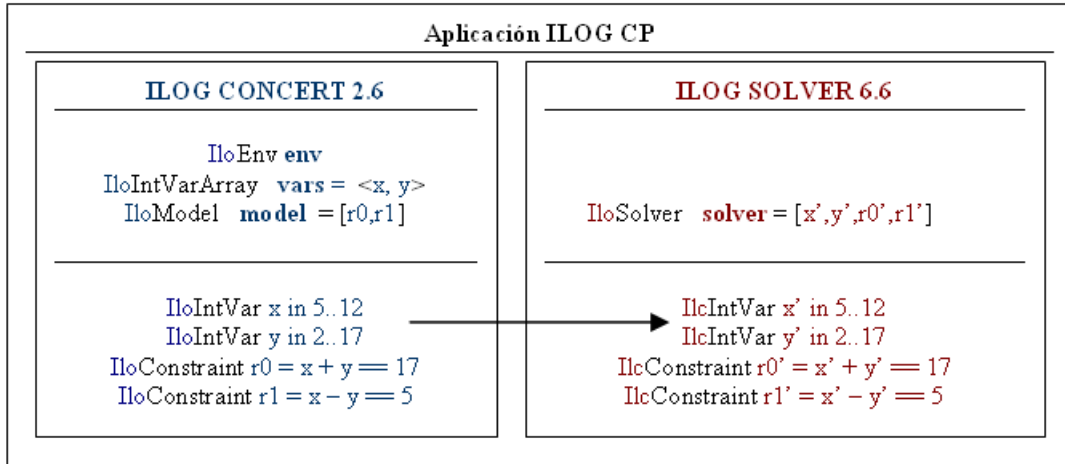 Aplicación ILOG CP
ILOG CONCERT 2.6
IloEnv env
IloIntVarArray vars = <x, y>
IloModel model = [r0,r1]
IloIntVar x in 5..12
IloIntVar y in 2..17
IloConstraint r0 = x + y == 17
IloConstraint r1 = x – y == 5
ILOG SOLVER 6.6
IloSolver solver = [x’,y’,r0’,r1’]
IlcIntVar x’ in 5..12
IlcIntVar y’ in 2..17
IlcConstraint r0’ = x’ + y’ == 17
IlcConstraint r1’ = x’ – y’ == 5